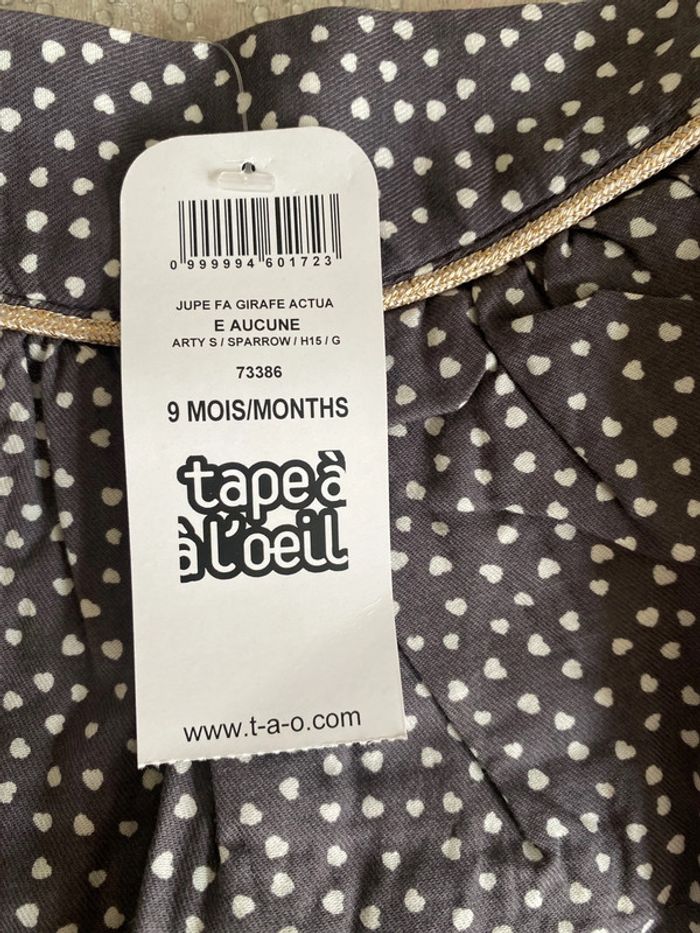 0 999994 601723
JUPE FA GIRAFE ACTUA
E AUCUNE
ARTY S / SPARROW / H15 / G
73386
9 MOIS/MONTHS
tape à
à l'oeil
www.t-a-o.com